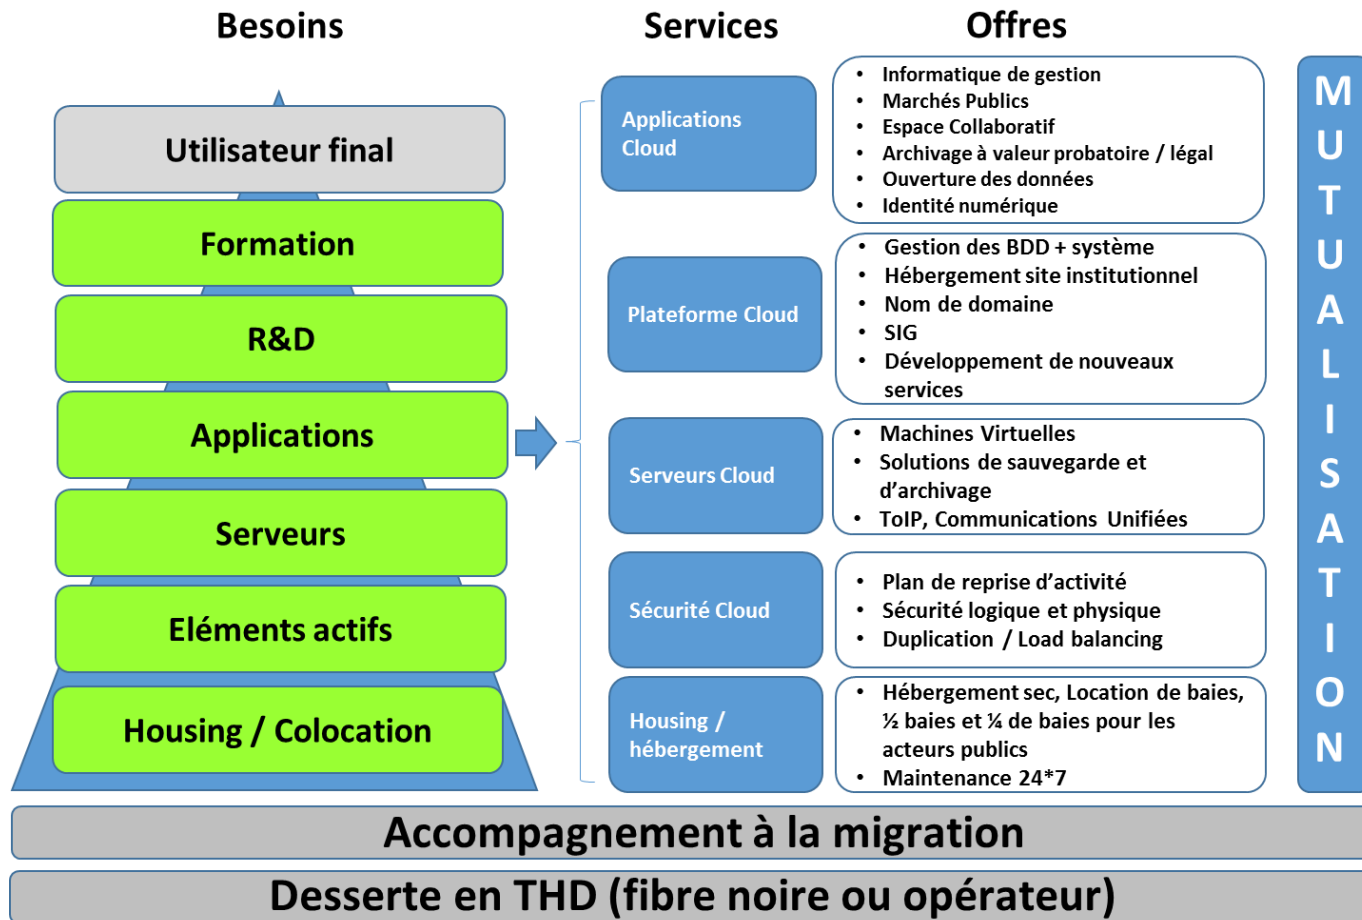 Besoins
Services
Offres
Utilisateur final
Formation
R&D
Applications
Serveurs
Eléments actifs
Housing / Colocation
Applications
Cloud
• Informatique de gestion
• Marchés Publics
• Espace Collaboratif
• Archivage à valeur probatoire / légal
• Ouverture des données
• Identité numérique
Plateforme Cloud
• Gestion des BDD + système
• Hébergement site institutionnel
• Nom de domaine
• SIG
• Développement de nouveaux
services
Serveurs Cloud
• Machines Virtuelles
• Solutions de sauvegarde et
d’archivage
• ToIP, Communications Unifiées
Sécurité Cloud
• Plan de reprise d’activité
• Sécurité logique et physique
• Duplication / Load balancing
Housing /
hébergement
• Hébergement sec, Location de baies,
½ baies et ¼ de baies pour les
acteurs publics
• Maintenance 24*7
MUTUALISATION
Accompagnement à la migration
Desserte en THD (fibre noire ou opérateur)